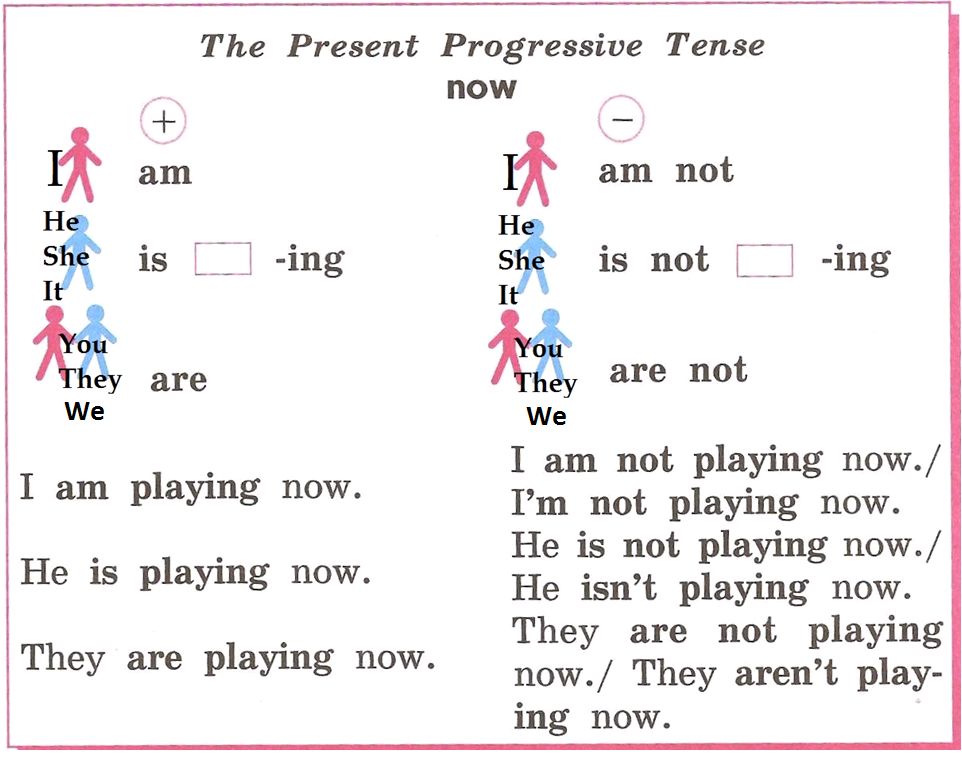 The Present Progressive Tense
now
+
I am
He
She is -ing
It
You
They are
We
I am playing now.
He is playing now.
They are playing now.
−
I am not
He
She is not -ing
It
You
They are not
We
I am not playing now./
I'm not playing now.
He is not playing now./
He isn't playing now.
They are not playing
now./ They aren't play-
ing now.